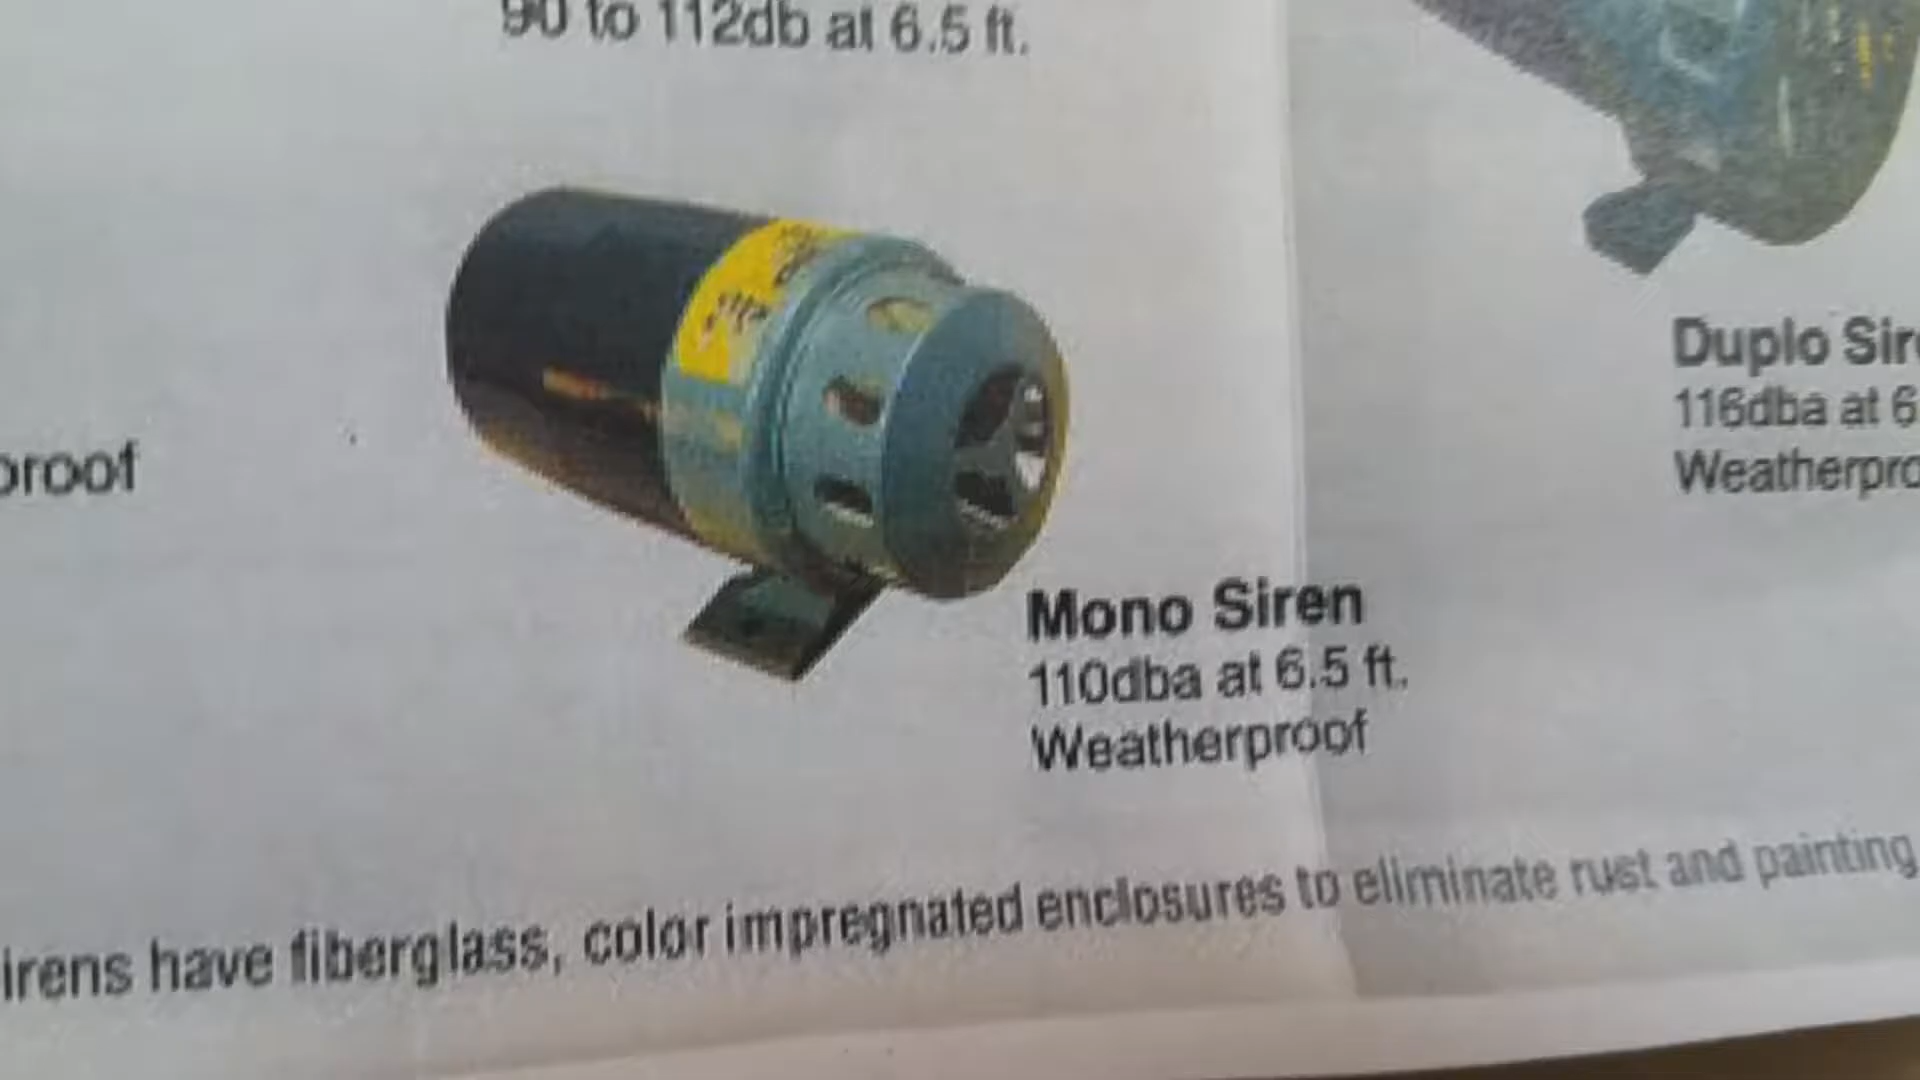 90 to 112db at 6.5 ft.
proof
Mono Siren
110dba at 6.5 ft.
Weatherproof
Duplo Sir
116dba at 6
Weatherpro
irens have fiberglass, color impregnated enclosures to eliminate rust and painting